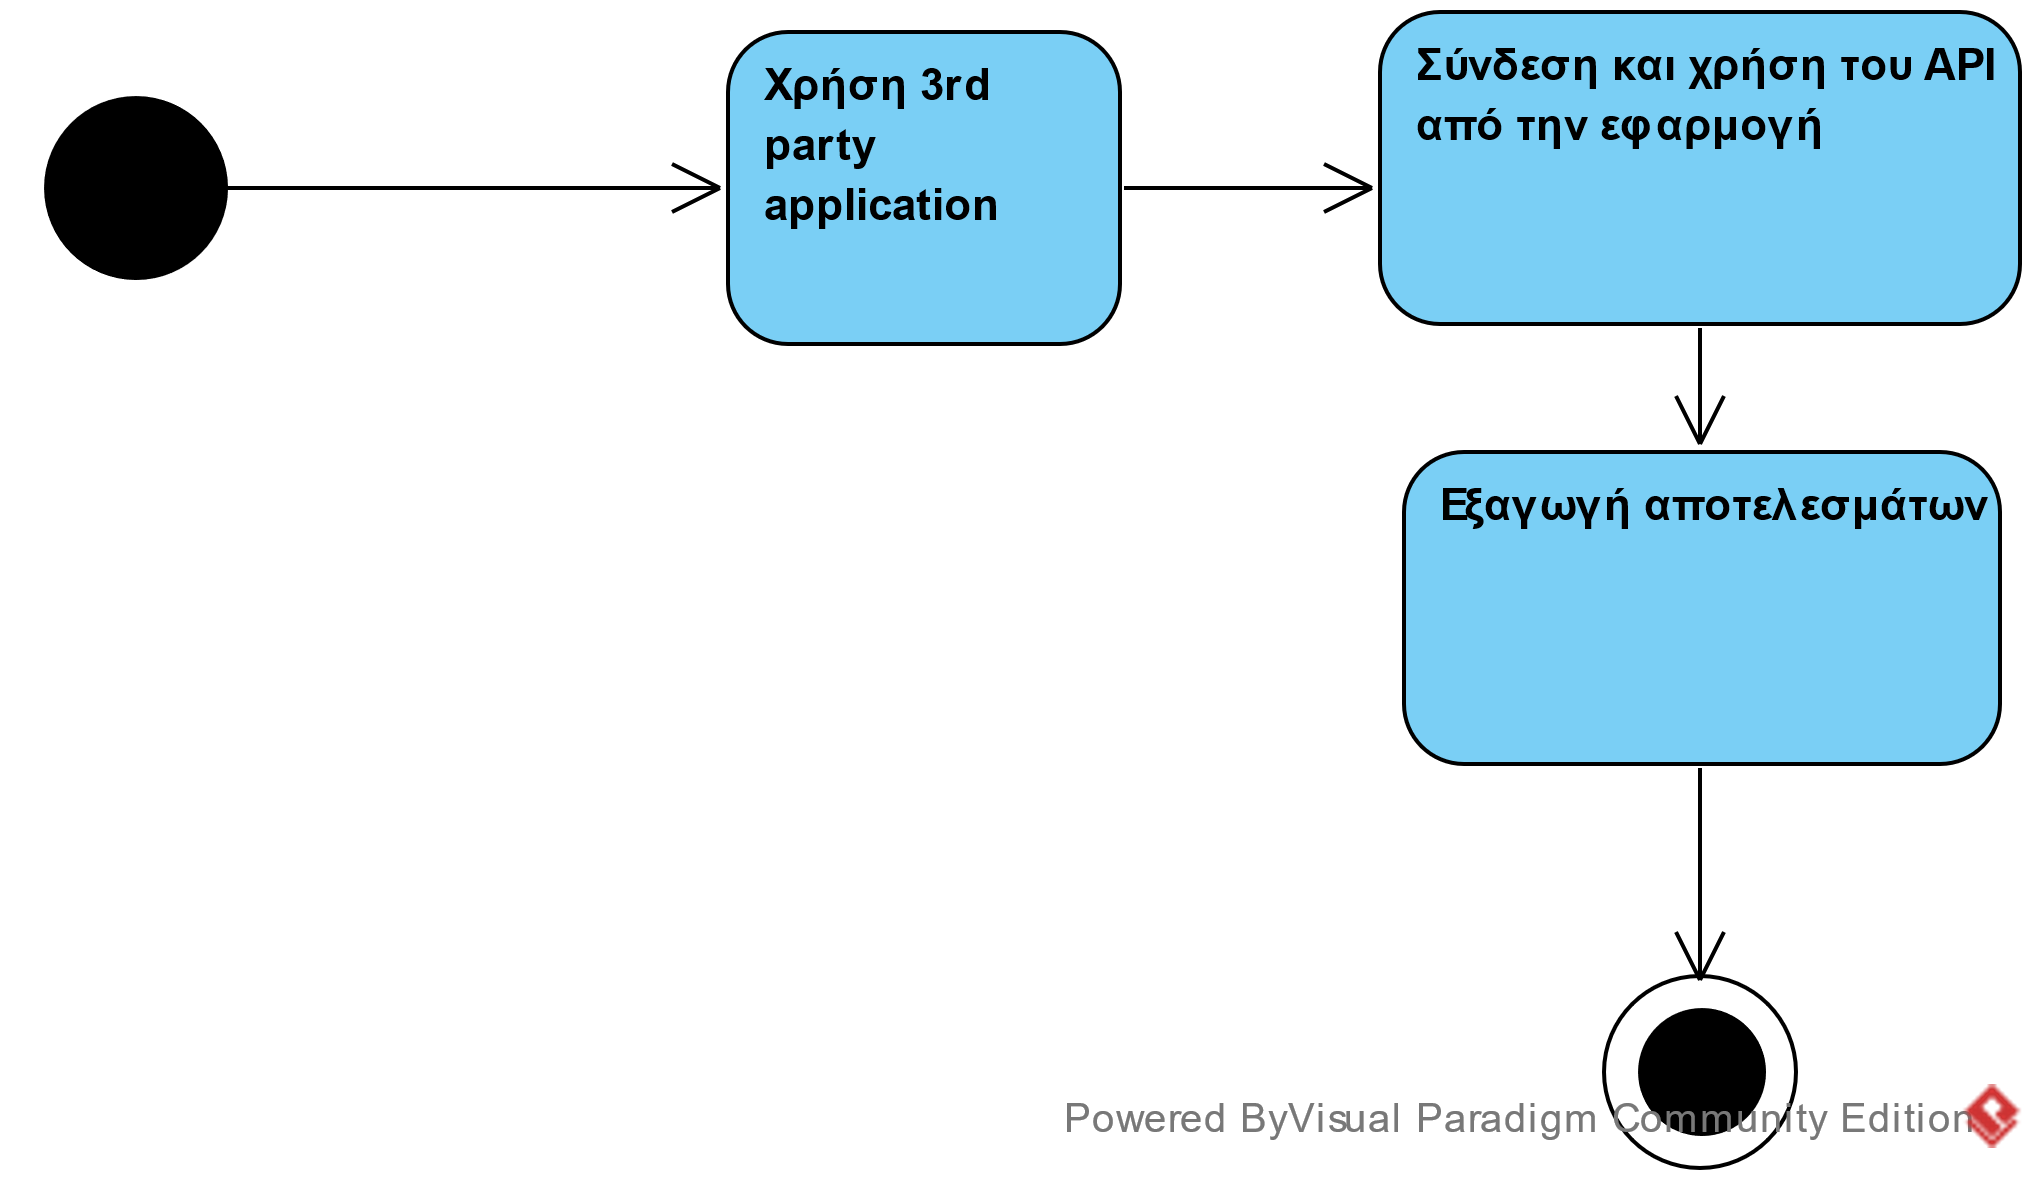 Χρήση 3rd
party
application
Σύνδεση και χρήση του API
από την εφαρμογή
Εξαγωγή αποτελεσμάτων
Powered ByVisual Paradigm Community Edition